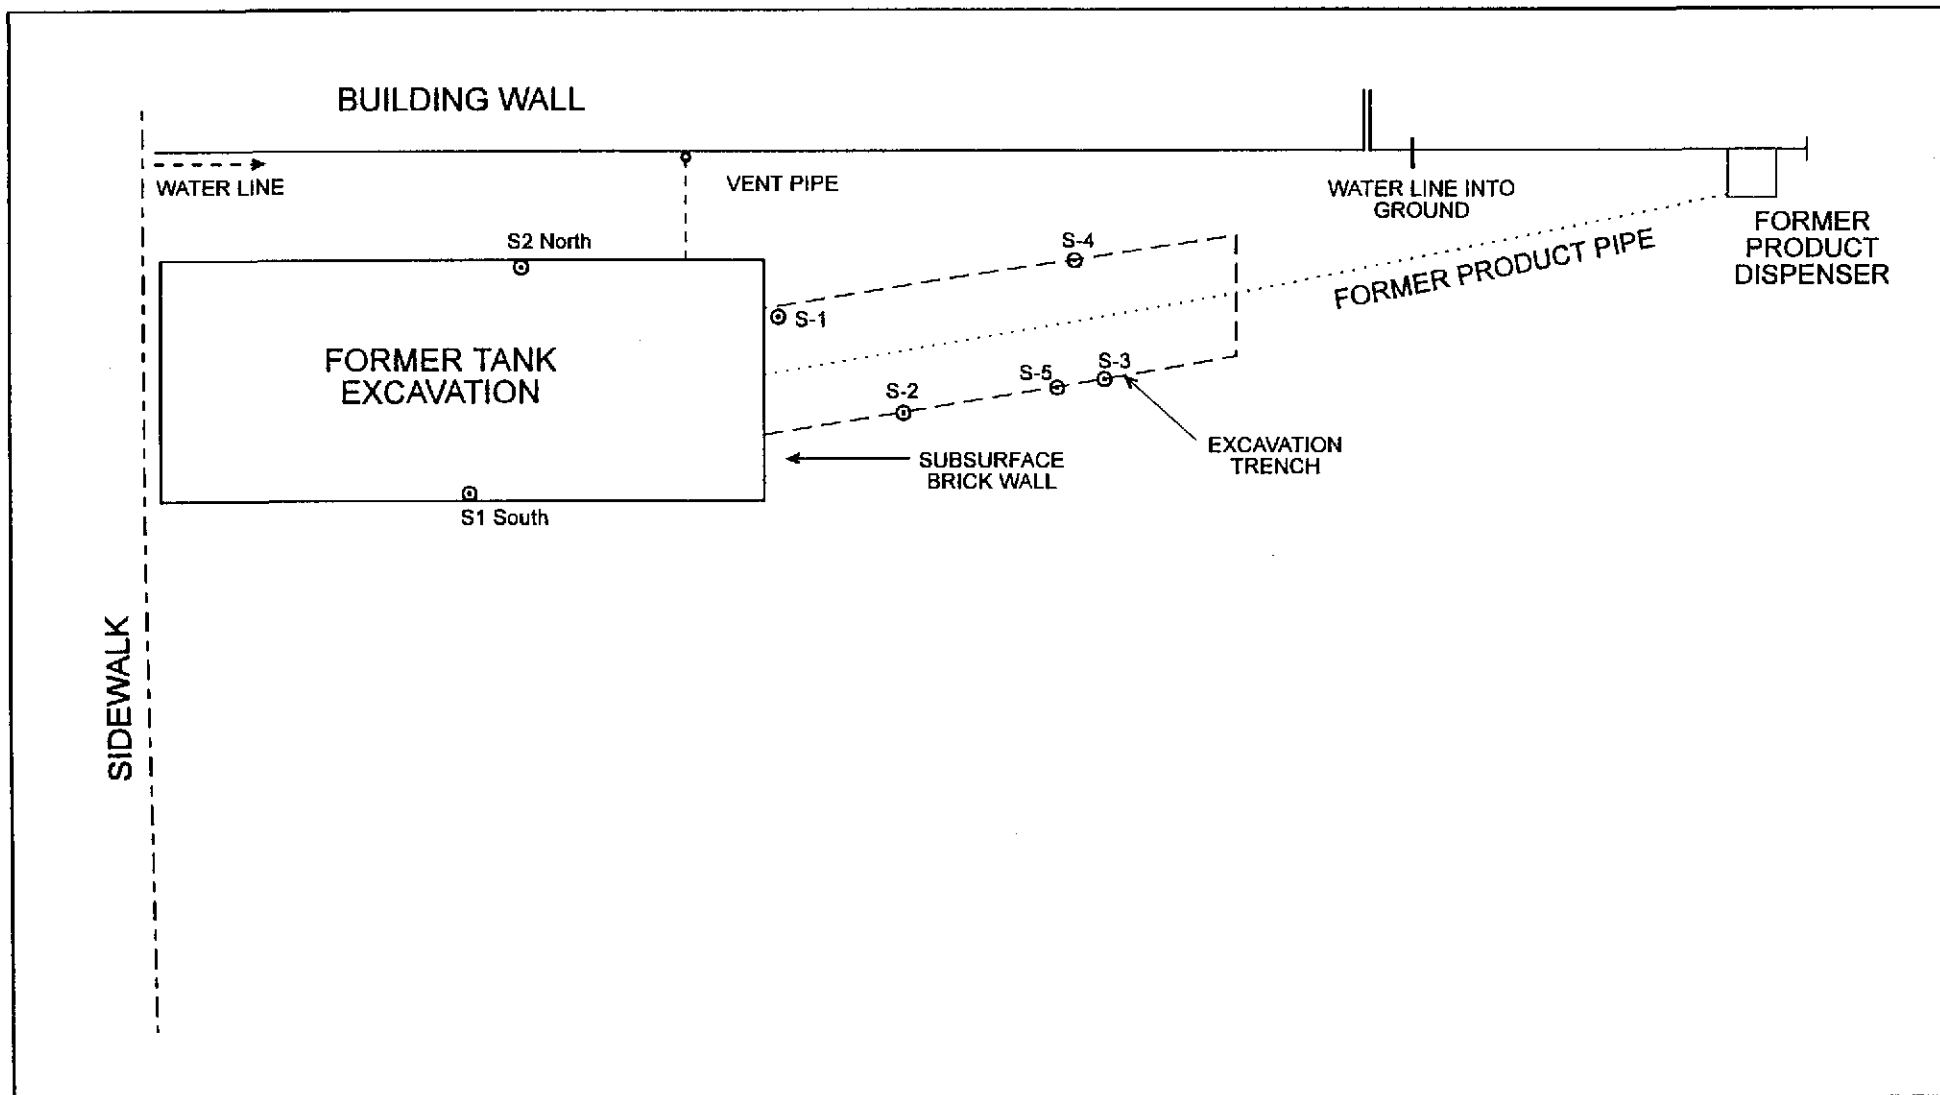 BUILDING WALL
WATER LINE
VENT PIPE
WATER LINE INTO
GROUND
FORMER
PRODUCT
DISPENSER
FORMER PRODUCT PIPE
S2 North
S-4
S-1
FORMER TANK
EXCAVATION
S-5
S-3
S-2
EXCAVATION
TRENCH
SUBSURFACE
BRICK WALL
S1 South
SIDEWALK